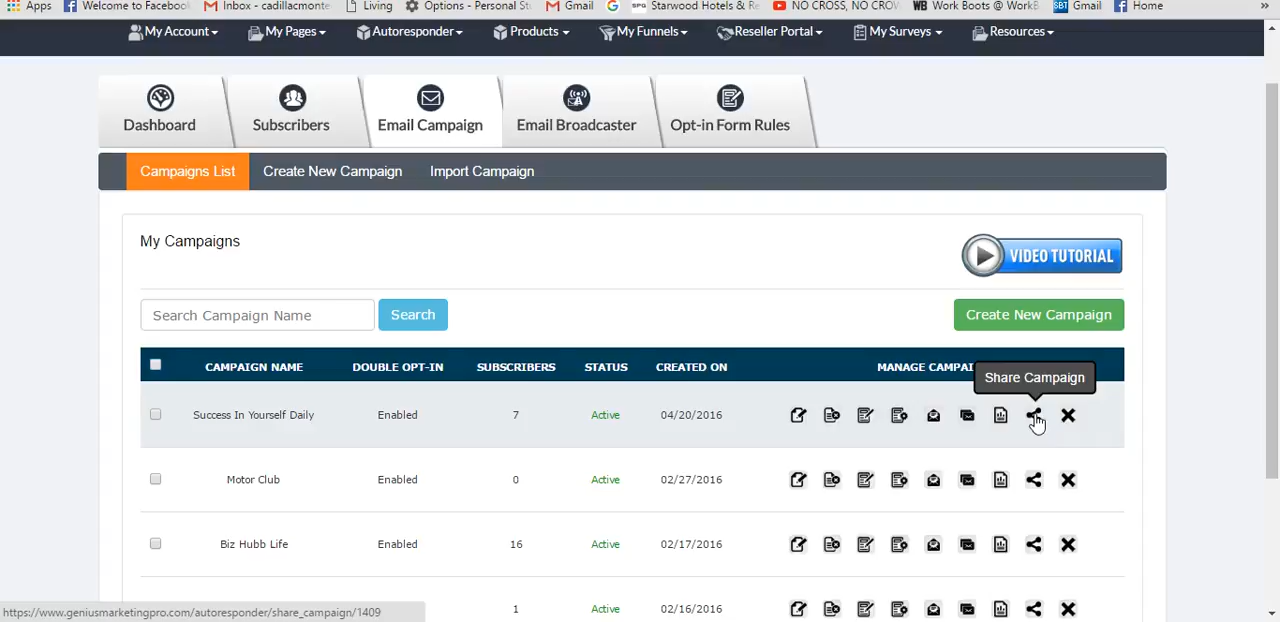 Apps Welcome to Facebook Inbox - cadillacmonte Living Options - Personal St Gmail SPG Starwood Hotels & Re NO CROSS, NO CROV WB Work Boots @ WorkB SBT Gmail Home »
My Account My Pages Autoresponder Products My Funnels Reseller Portal My Surveys Resources
Dashboard Subscribers Email Campaign Email Broadcaster Opt-in Form Rules
Campaigns List Create New Campaign Import Campaign
My Campaigns
VIDEO TUTORIAL
Search Campaign Name Search Create New Campaign
CAMPAIGN NAME DOUBLE OPT-IN SUBSCRIBERS STATUS CREATED ON MANAGE CAMPAI
Share Campaign
Success In Yourself Daily Enabled 7 Active 04/20/2016
Motor Club Enabled 0 Active 02/27/2016
Biz Hubb Life Enabled 16 Active 02/17/2016
1 Active 02/16/2016
https://www.geniusmarketingpro.com/autoresponder/share_campaign/1409